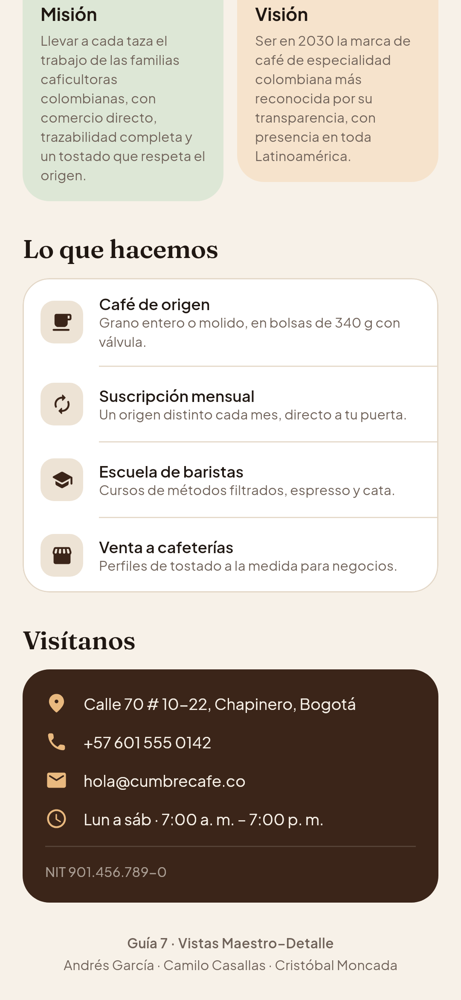 Misión
Llevar a cada taza el
trabajo de las familias
caficultoras
colombianas, con
comercio directo,
trazabilidad completa y
un tostado que respeta el
origen.
Visión
Ser en 2030 la marca de
café de especialidad
colombiana más
reconocida por su
transparencia, con
presencia en toda
Latinoamérica.
Lo que hacemos
Café de origen
Grano entero o molido, en bolsas de 340 g con
válvula.
Suscripción mensual
Un origen distinto cada mes, directo a tu puerta.
Escuela de baristas
Cursos de métodos filtrados, espresso y cata.
Venta a cafeterías
Perfiles de tostado a la medida para negocios.
Visítanos
Calle 70 # 10-22, Chapinero, Bogotá
+57 601 555 0142
hola@cumbrecafe.co
Lun a sáb · 7:00 a. m. – 7:00 p. m.
NIT 901.456.789-0
Guía 7 · Vistas Maestro-Detalle
Andrés García · Camilo Casallas · Cristóbal Moncada